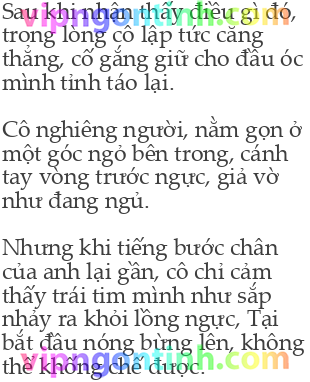 Sau khi nhận thấy điều gì đó,
trong lòng cô lập tức căng
thẳng, cố gắng giữ cho đầu óc
mình tỉnh táo lại.
Cô nghiêng người, nằm gọn ở
một góc ngỏ bên trong, cánh
tay vòng trước ngực, giả vờ
như đang ngủ.
Nhưng khi tiếng bước chân
của anh lại gần, cô chỉ cảm
thấy trái tim mình như sắp
nhảy ra khỏi lồng ngực, Tại
bắt đầu nóng bừng lên, không
thể khống chế được.
vipngontinh.com
vipngontinh.com